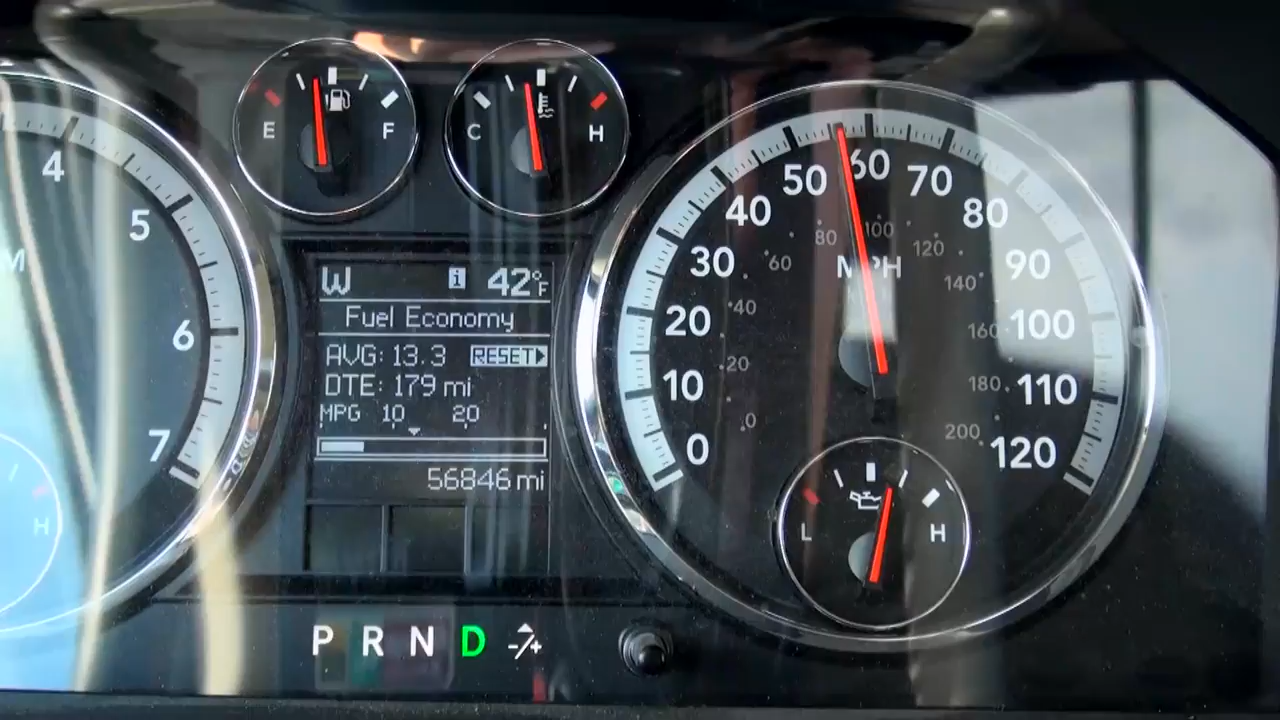 4
5
6
7
M
H
E
F
C
H
W i 42°F
Fuel Economy
AVG: 13.3 RESET
DTE: 179 mi
MPG 10 20
56846 mi
P R N D -/+
0
10
20
30
40
50
60
70
80
90
100
110
120
MPH
0
20
40
60
80
100
120
140
160
180
200
L
H